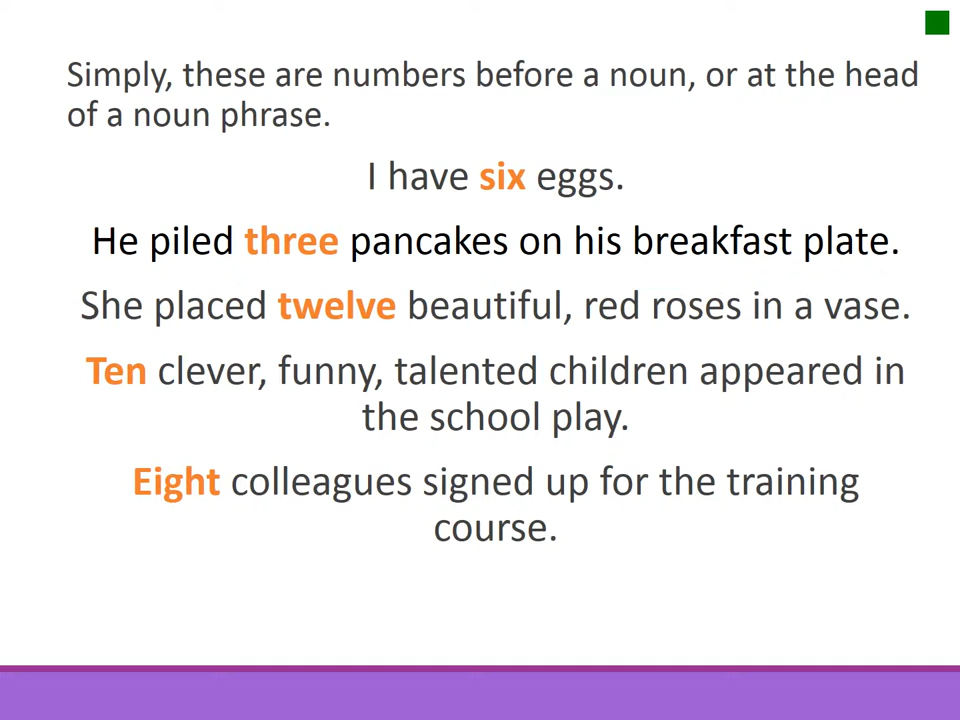 Simply, these are numbers before a noun, or at the head
of a noun phrase.
I have six eggs.
He piled three pancakes on his breakfast plate.
She placed twelve beautiful, red roses in a vase.
Ten clever, funny, talented children appeared in
the school play.
Eight colleagues signed up for the training
course.